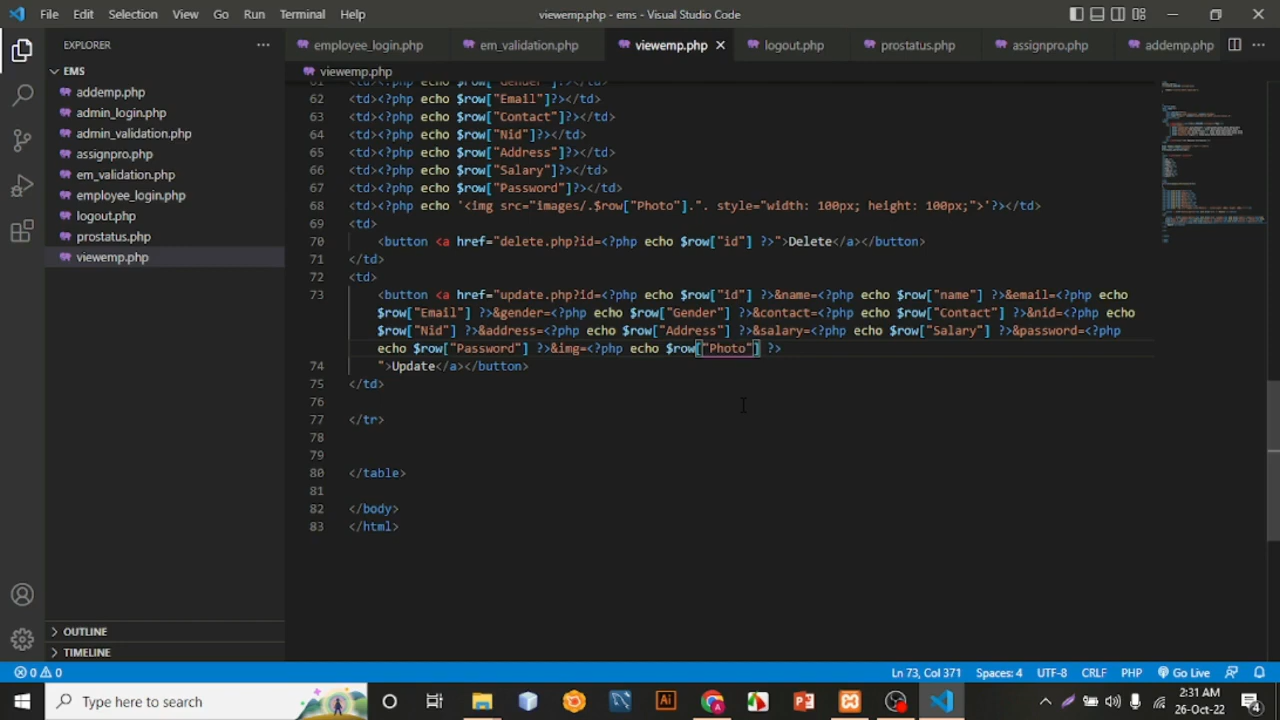 File Edit Selection View Go Run Terminal Help viewemp.php - ems - Visual Studio Code
EXPLORER
employee_login.php em_validation.php viewemp.php logout.php prostatus.php assignpro.php addemp.php
EMS
addemp.php
admin_login.php
admin_validation.php
assignpro.php
em_validation.php
employee_login.php
logout.php
prostatus.php
viewemp.php
OUTLINE
TIMELINE
viewemp.php
61 <td><?php echo $row["Gender"]?></td>
62 <td><?php echo $row["Email"]?></td>
63 <td><?php echo $row["Contact"]?></td>
64 <td><?php echo $row["Nid"]?></td>
65 <td><?php echo $row["Address"]?></td>
66 <td><?php echo $row["Salary"]?></td>
67 <td><?php echo $row["Password"]?></td>
68 <td><?php echo '<img src="images/.$row["Photo"].". style="width: 100px; height: 100px;">'?></td>
69 <td>
70 <button <a href="delete.php?id=<?php echo $row["id"] ?>">Delete</a></button>
71 </td>
72 <td>
73 <button <a href="update.php?id=<?php echo $row["id"] ?>&name=<?php echo $row["name"] ?>&email=<?php echo
$row["Email"] ?>&gender=<?php echo $row["Gender"] ?>&contact=<?php echo $row["Contact"] ?>&nid=<?php echo
$row["Nid"] ?>&address=<?php echo $row["Address"] ?>&salary=<?php echo $row["Salary"] ?>&password=<?php
echo $row["Password"] ?>&img=<?php echo $row["Photo"] ?>
74 ">Update</a></button>
75 </td>
76
77 </tr>
78
79
80 </table>
81
82 </body>
83 </html>
0 0 Ln 73, Col 371 Spaces: 4 UTF-8 CRLF PHP Go Live
Type here to search
2:31 AM
26-Oct-22
4